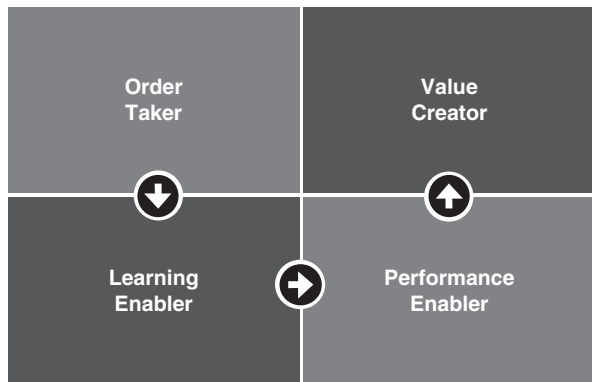 Order
Taker
Value
Creator
Learning
Enabler
Performance
Enabler